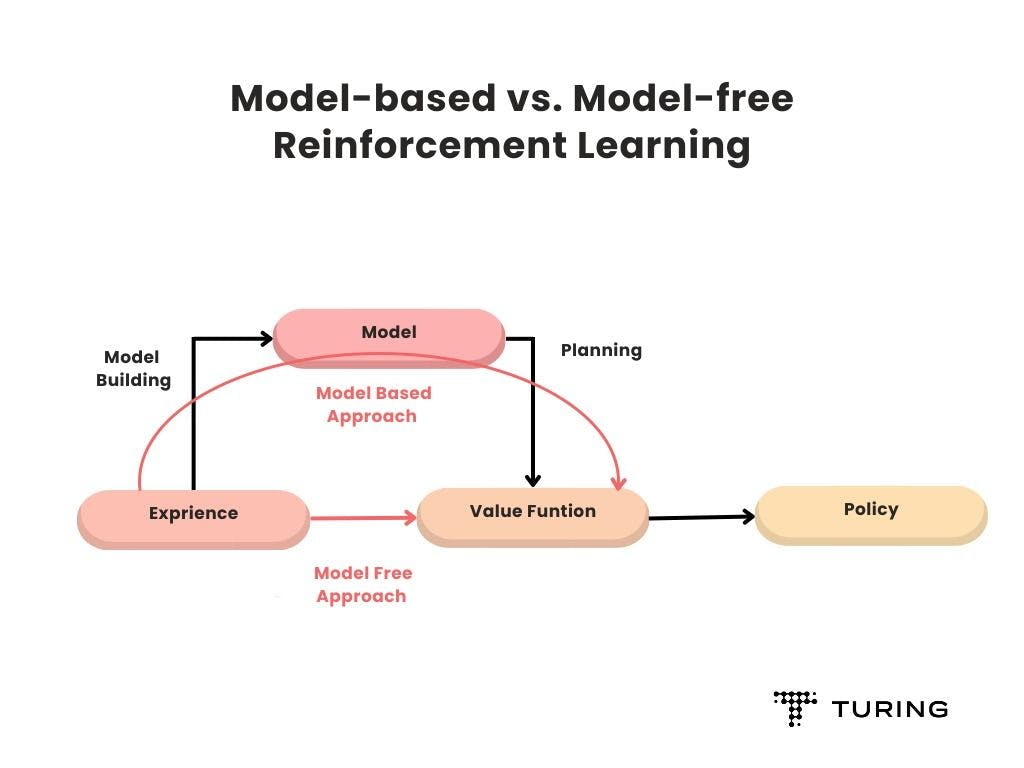 Model-based vs. Model-free
Reinforcement Learning
Model
Model
Building
Planning
Model Based
Approach
Exprience
Value Funtion
Policy
Model Free
Approach
TURING